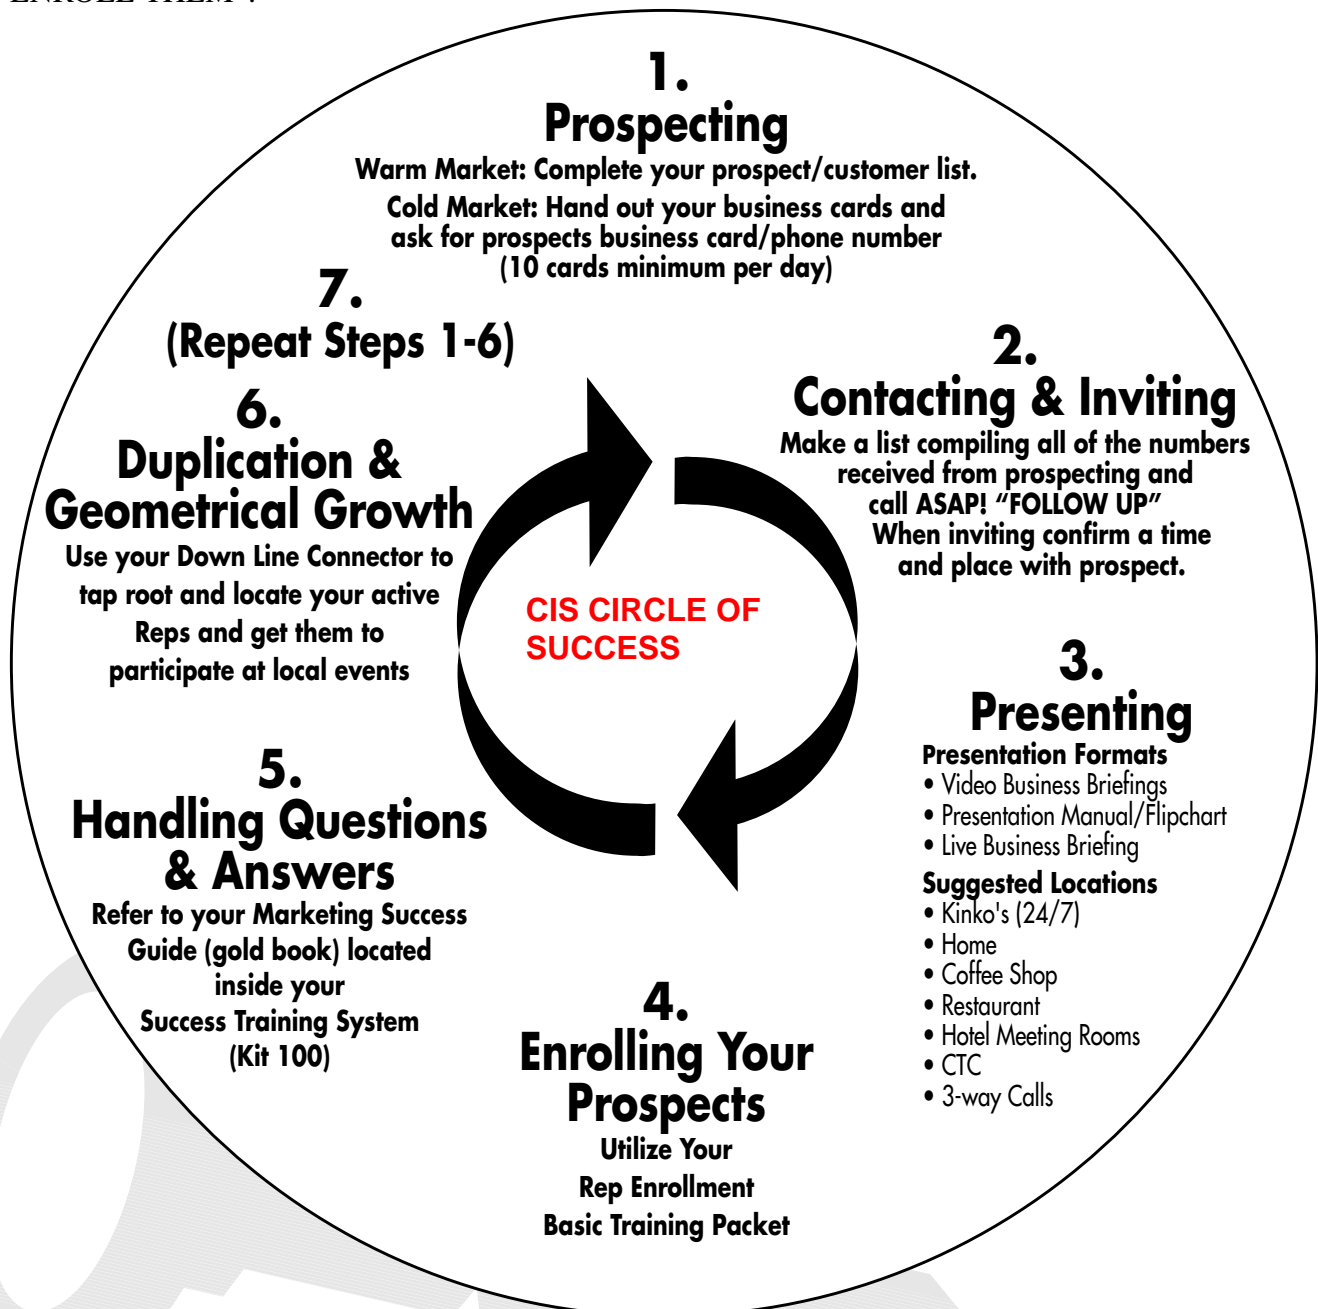 ENROLL THEM".
1.
Prospecting
Warm Market: Complete your prospect/customer list.
Cold Market: Hand out your business cards and
ask for prospects business card/phone number
(10 cards minimum per day)
2.
Contacting & Inviting
Make a list compiling all of the numbers
received from prospecting and
call ASAP! “FOLLOW UP”
When inviting confirm a time
and place with prospect.
3.
Presenting
Presentation Formats
• Video Business Briefings
• Presentation Manual/Flipchart
• Live Business Briefing
Suggested Locations
• Kinko's (24/7)
• Home
• Coffee Shop
• Restaurant
• Hotel Meeting Rooms
• CTC
• 3-way Calls
4.
Enrolling Your
Prospects
Utilize Your
Rep Enrollment
Basic Training Packet
5.
Handling Questions
& Answers
Refer to your Marketing Success
Guide (gold book) located
inside your
Success Training System
(Kit 100)
6.
Duplication &
Geometrical Growth
Use your Down Line Connector to
tap root and locate your active
Reps and get them to
participate at local events
7.
(Repeat Steps 1-6)
CIS CIRCLE OF
SUCCESS